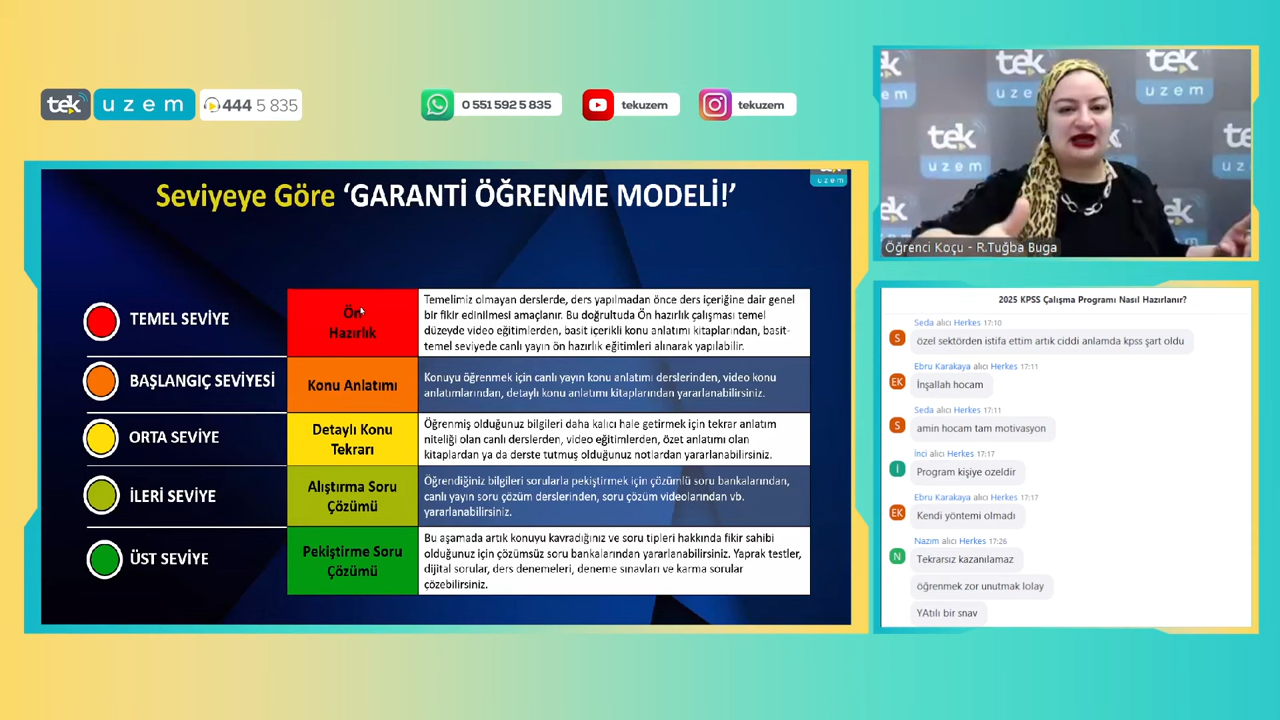 tek uzem 444 5 835
0 551 592 5 835
tekuzem
tekuzem
Seviyeye Göre ‘GARANTİ ÖĞRENME MODELİ!’
uzem
TEMEL SEVİYE
Ön
Hazırlık
Temelimiz olmayan derslerde, ders yapılmadan önce ders içeriğine dair genel
bir fikir edinilmesi amaçlanır. Bu doğrultuda Ön hazırlık çalışması temel
düzeyde video eğitimlerden, basit içerikli konu anlatımı kitaplarından, basit-
temel seviyede canlı yayın ön hazırlık eğitimleri alınarak yapılabilir.
BAŞLANGIÇ SEVİYESİ
Konu Anlatımı
Konuyu öğrenmek için canlı yayın konu anlatımı derslerinden, video konu
anlatımlarından, detaylı konu anlatımı kitaplarından yararlanabilirsiniz.
ORTA SEVİYE
Detaylı Konu
Tekrarı
Öğrenmiş olduğunuz bilgileri daha kalıcı hale getirmek için tekrar anlatım
niteliği olan canlı derslerden, video eğitimlerden, özet anlatımı olan
kitaplardan ya da derste tutmuş olduğunuz notlardan yararlanabilirsiniz.
İLERİ SEVİYE
Alıştırma Soru
Çözümü
Öğrendiğiniz bilgileri sorularla pekiştirmek için çözümlü soru bankalarından,
canlı yayın soru çözüm derslerinden, soru çözüm videolarından vb.
yararlanabilirsiniz.
ÜST SEVİYE
Pekiştirme Soru
Çözümü
Bu aşamada artık konuyu kavradığınız ve soru tipleri hakkında fikir sahibi
olduğunuz için çözümsüz soru bankalarından yararlanabilirsiniz. Yaprak testler,
dijital sorular, ders denemeleri, deneme sınavları ve karma sorular
çözebilirsiniz.
tek
uzem
tek
uzem
tek
uzem
Öğrenci Koçu - R.Tuğba Buga
2025 KPSS Çalışma Programı Nasıl Hazırlanır?
Seda alıcı Herkes 17:10
S
özel sektörden istifa ettim artık ciddi anlamda kpss şart oldu
Ebru Karakaya alıcı Herkes 17:11
EK
İnşallah hocam
Seda alıcı Herkes 17:11
S
amin hocam tam motivasyon
İnci alıcı Herkes 17:17
İ
Program kişiye ozeldir
Ebru Karakaya alıcı Herkes 17:17
EK
Kendi yöntemi olmadı
Nazım alıcı Herkes 17:26
N
Tekrarsız kazanılamaz
öğrenmek zor unutmak lolay
YAtılı bir snav